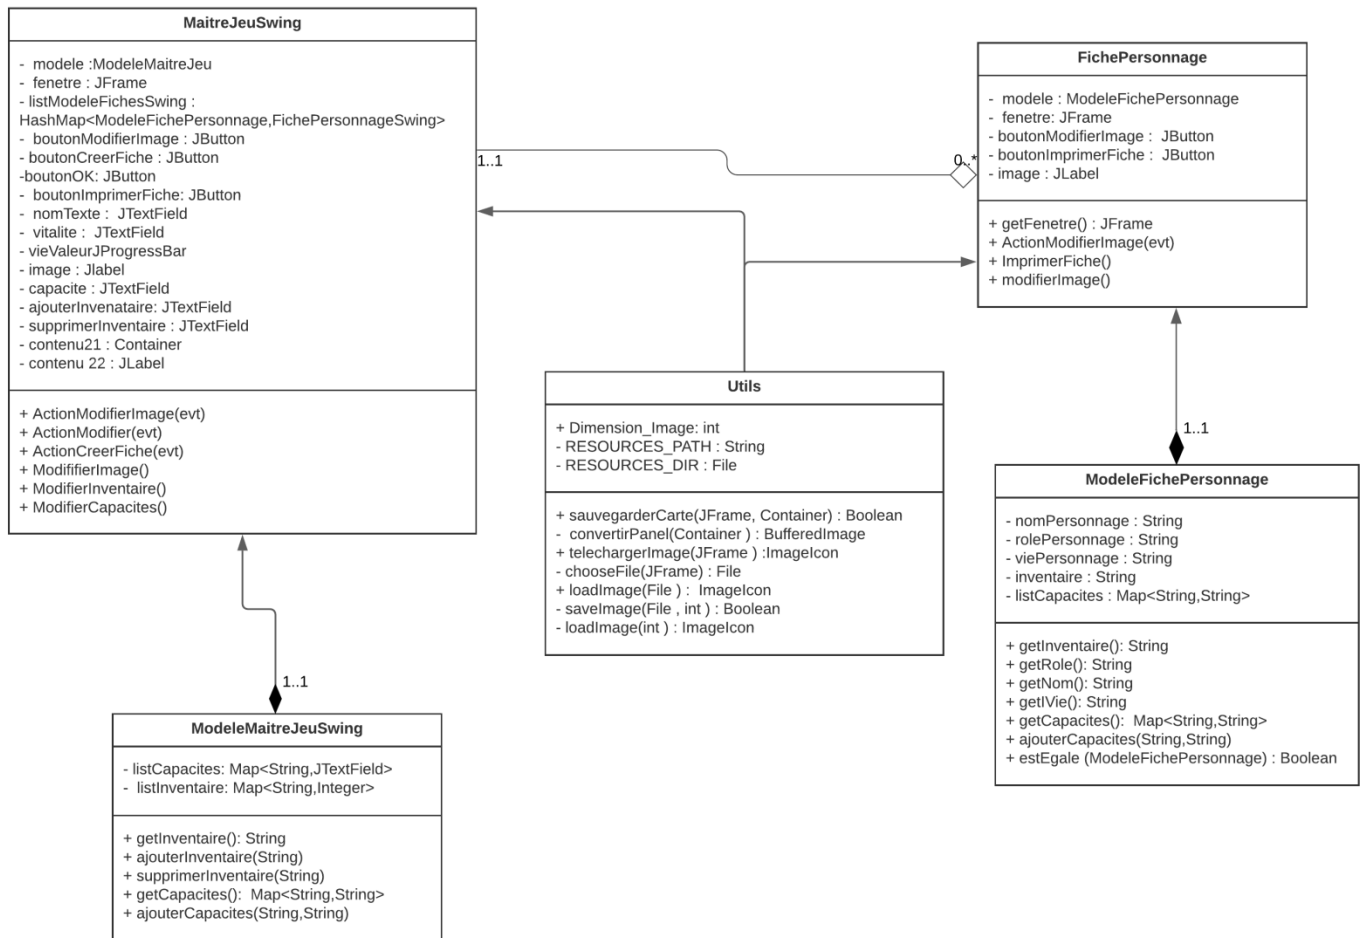 MaitreJeuSwing
- modele :ModeleMaitreJeu
- fenetre : JFrame
- listModeleFichesSwing :
HashMap<ModeleFichePersonnage,FichePersonnageSwing>
- boutonModifierImage : JButton
- boutonCreerFiche : JButton
-boutonOK: JButton
- boutonImprimerFiche: JButton
- nomTexte : JTextField
- vitalite : JTextField
- vieValeurJProgressBar
- image : Jlabel
- capacite : JTextField
- ajouterInvenataire: JTextField
- supprimerInventaire : JTextField
- contenu21 : Container
- contenu 22 : JLabel
+ ActionModifierImage(evt)
+ ActionModifier(evt)
+ ActionCreerFiche(evt)
+ ModififierImage()
+ ModifierInventaire()
+ ModifierCapacites()
1..1
0..*
FichePersonnage
- modele : ModeleFichePersonnage
- fenetre: JFrame
- boutonModifierImage : JButton
- boutonImprimerFiche : JButton
- image : JLabel
+ getFenetre() : JFrame
+ ActionModifierImage(evt)
+ ImprimerFiche()
+ modifierImage()
Utils
+ Dimension_Image: int
- RESOURCES_PATH : String
- RESOURCES_DIR : File
+ sauvegarderCarte(JFrame, Container) : Boolean
- convertirPanel(Container ) : BufferedImage
+ telechargerImage(JFrame ) :ImageIcon
- chooseFile(JFrame) : File
+ loadImage(File ) : ImageIcon
- saveImage(File , int ) : Boolean
- loadImage(int ) : ImageIcon
1..1
ModeleFichePersonnage
- nomPersonnage : String
- rolePersonnage : String
- viePersonnage : String
- inventaire : String
- listCapacites : Map<String,String>
+ getInventaire(): String
+ getRole(): String
+ getNom(): String
+ getIVie(): String
+ getCapacites(): Map<String,String>
+ ajouterCapacites(String,String)
+ estEgale (ModeleFichePersonnage) : Boolean
1..1
ModeleMaitreJeuSwing
- listCapacites: Map<String,JTextField>
- listInventaire: Map<String,Integer>
+ getInventaire(): String
+ ajouterInventaire(String)
+ supprimerInventaire(String)
+ getCapacites(): Map<String,String>
+ ajouterCapacites(String,String)